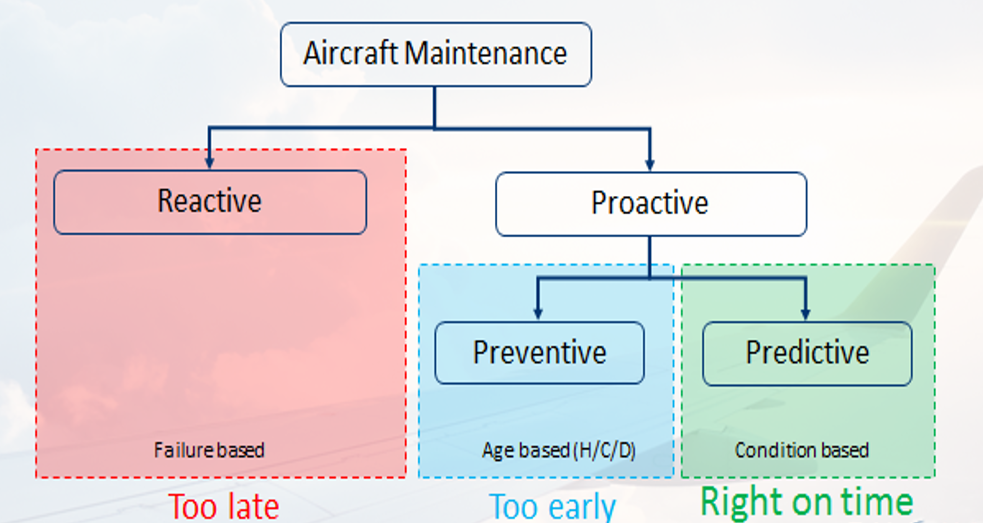 Aircraft Maintenance
Reactive
Proactive
Preventive
Predictive
Failure based
Age based (H/C/D)
Condition based
Too late
Too early
Right on time